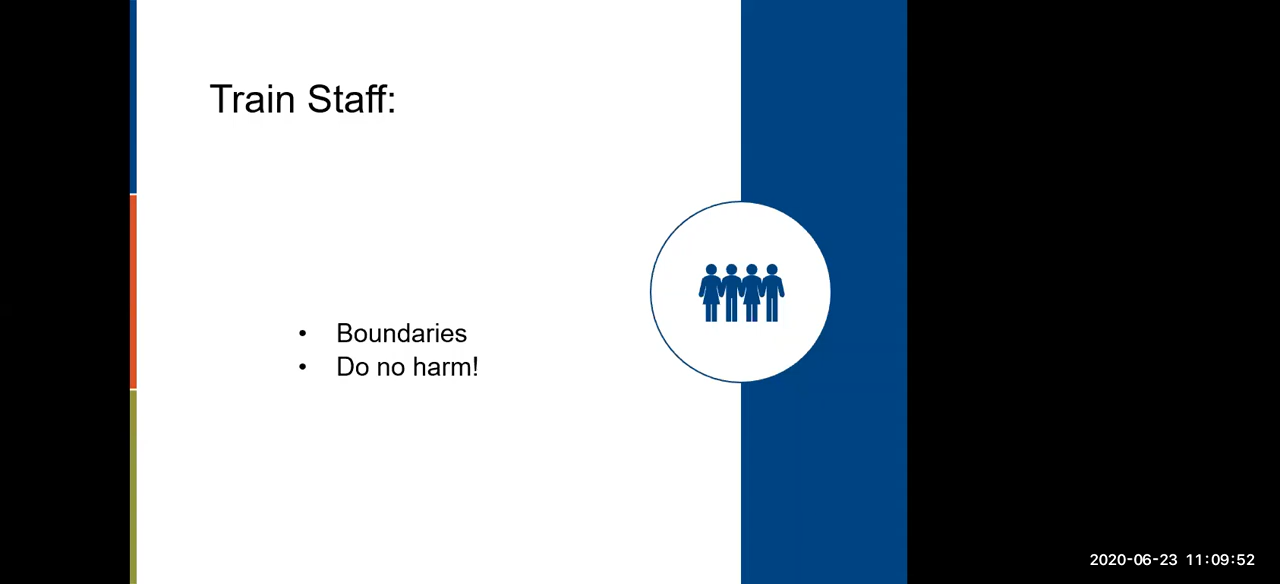 Train Staff:
• Boundaries
• Do no harm!
2020-06-23 11:09:52